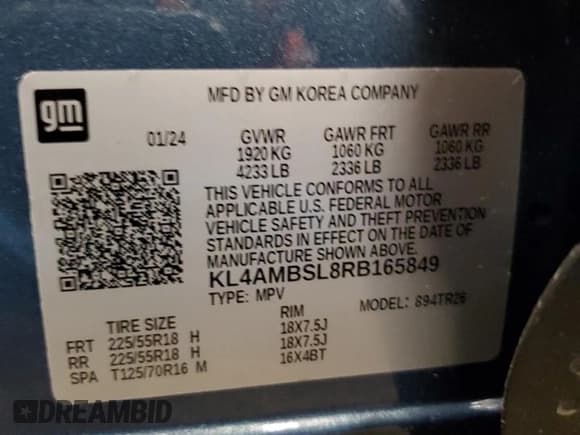 gm
MFD BY GM KOREA COMPANY
01/24 GVWR GAWR FRT GAWR RR
1920 KG 1060 KG 1060 KG
4233 LB 2336 LB 2336 LB
THIS VEHICLE CONFORMS TO ALL
APPLICABLE U.S. FEDERAL MOTOR
VEHICLE SAFETY AND THEFT PREVENTION
STANDARDS IN EFFECT ON THE DATE OF
MANUFACTURE SHOWN ABOVE.
KL4AMBSL8RB165849
TYPE: MPV MODEL: 894TR26
TIRE SIZE RIM
FRT 225/55R18 H 18X7.5J
RR 225/55R18 H 18X7.5J
SPA T125/70R16 M 16X4BT
DREAMBID